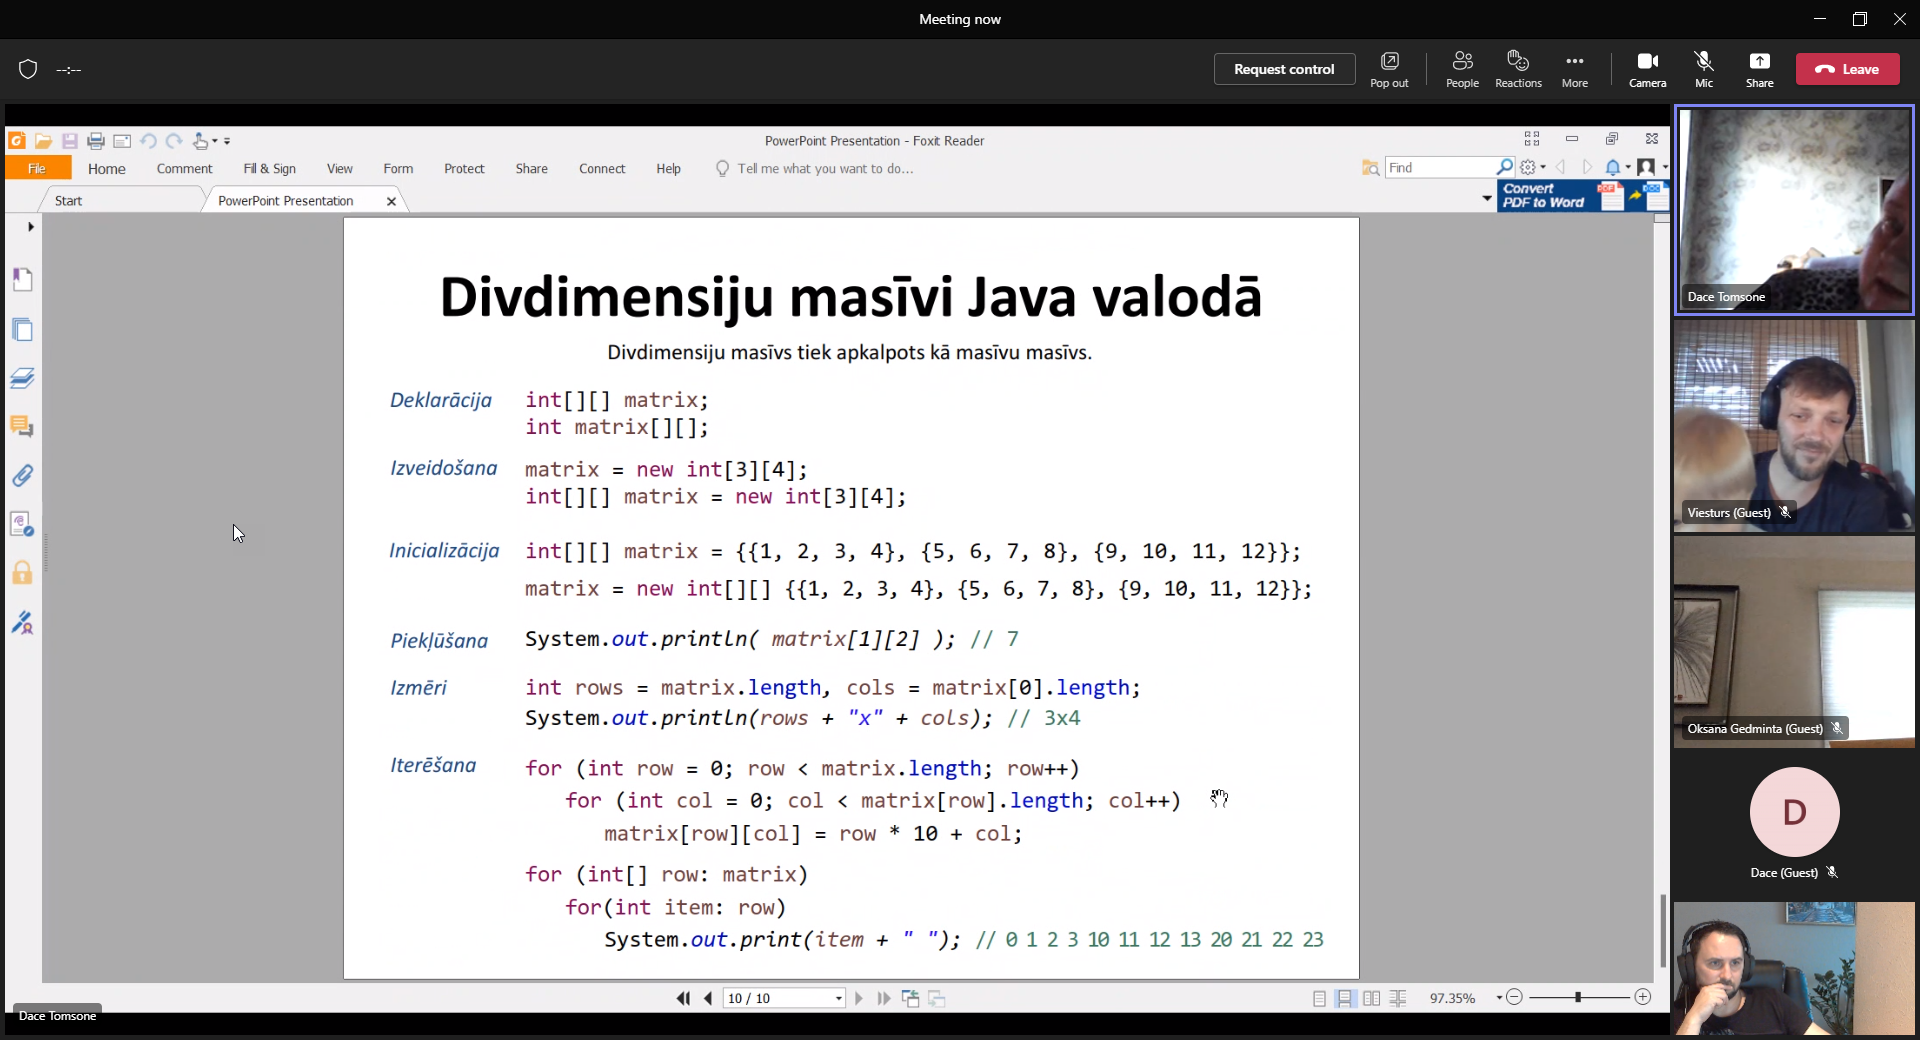 Meeting now
--:--
Request control
Pop out
People
Reactions
More
Camera
Mic
Share
Leave
PowerPoint Presentation - Foxit Reader
File
Home
Comment
Fill & Sign
View
Form
Protect
Share
Connect
Help
Tell me what you want to do...
Find
Start
PowerPoint Presentation
Convert
PDF to Word
Divdimensiju masīvi Java valodā
Divdimensiju masīvs tiek apkalpots kā masīvu masīvs.
Deklarācija
int[][] matrix;
int matrix[][];
Izveidošana
matrix = new int[3][4];
int[][] matrix = new int[3][4];
Inicializācija
int[][] matrix = {{1, 2, 3, 4}, {5, 6, 7, 8}, {9, 10, 11, 12}};
matrix = new int[][] {{1, 2, 3, 4}, {5, 6, 7, 8}, {9, 10, 11, 12}};
Piekļūšana
System.out.println( matrix[1][2] ); // 7
Izmēri
int rows = matrix.length, cols = matrix[0].length;
System.out.println(rows + "x" + cols); // 3x4
Iterēšana
for (int row = 0; row < matrix.length; row++)
for (int col = 0; col < matrix[row].length; col++)
matrix[row][col] = row * 10 + col;
for (int[] row: matrix)
for(int item: row)
System.out.print(item + " "); // 0 1 2 3 10 11 12 13 20 21 22 23
10 / 10
97.35%
Dace Tomsone
Dace Tomsone
Viesturs (Guest)
Oksana Gedminta (Guest)
D
Dace (Guest)